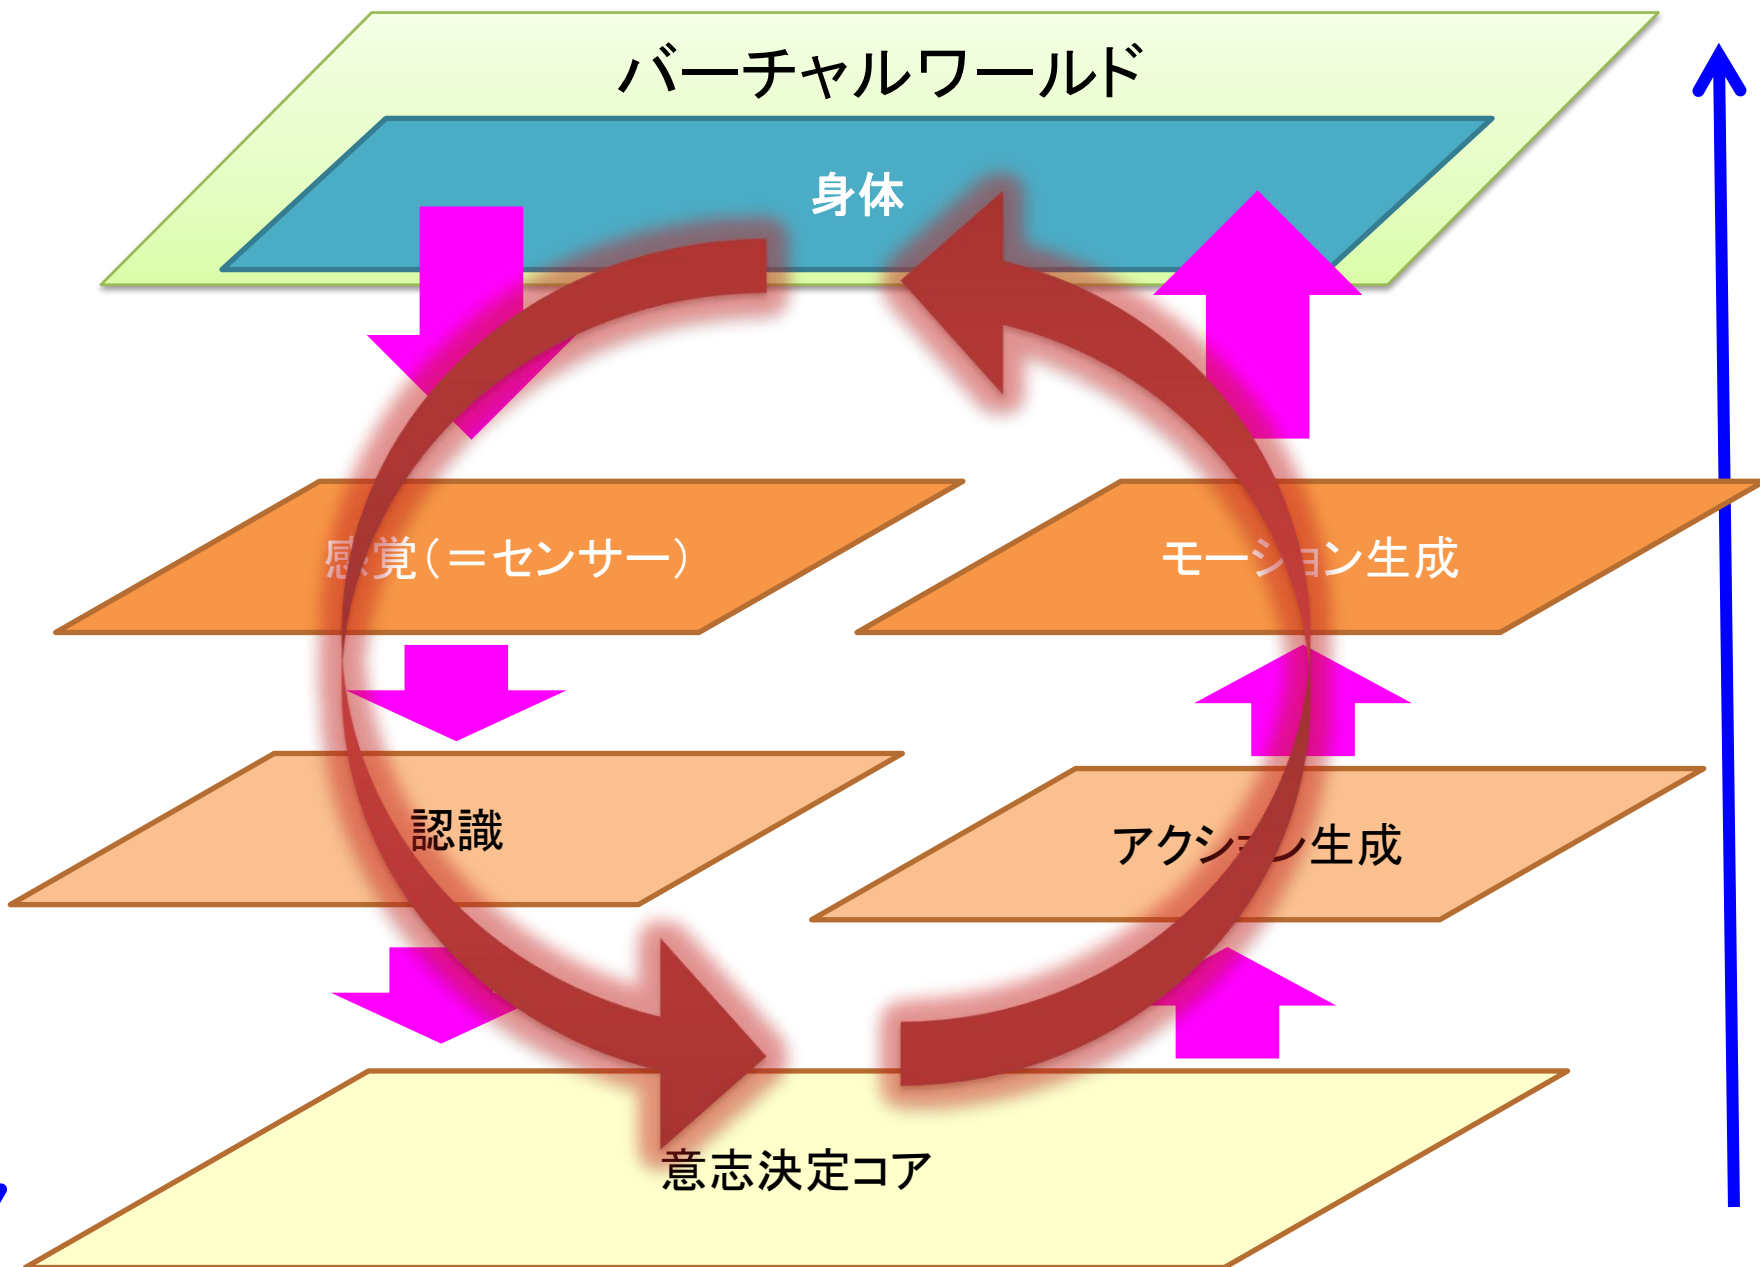 バーチャルワールド
身体
感覚(=センサー)
モーション生成
認識
アクション生成
意志決定コア